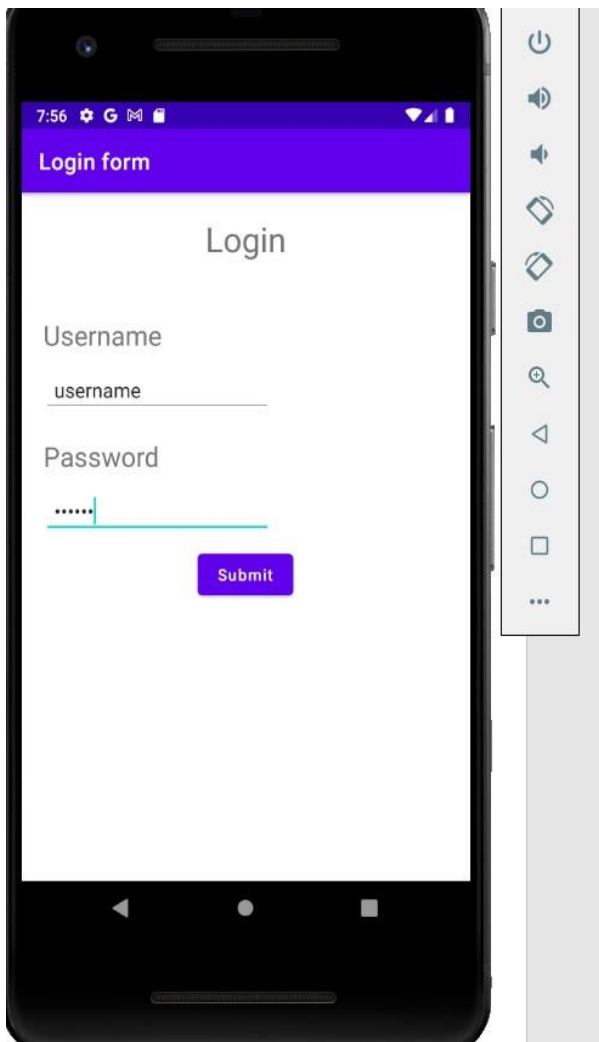 7:56 G M
Login form
Login
Username
username
Password
••••••
Submit